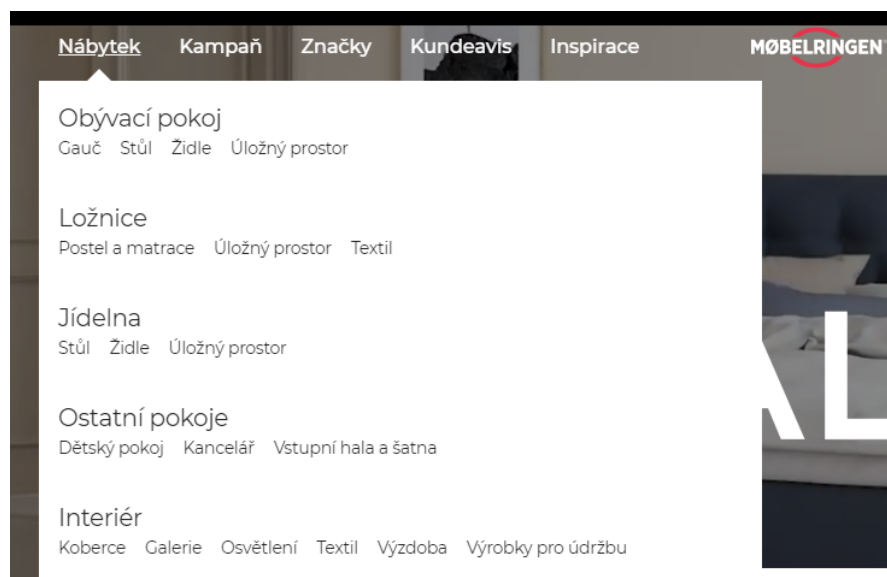 Nábytek Kampaň Značky Kundeavis Inspirace MØBELRINGEN
Obývací pokoj
Gauč Stůl Židle Úložný prostor
Ložnice
Postel a matrace Úložný prostor Textil
Jídelna
Stůl Židle Úložný prostor
Ostatní pokoje
Dětský pokoj Kancelář Vstupní hala a šatna
Interiér
Koberce Galerie Osvětlení Textil Výzdoba Výrobky pro údržbu